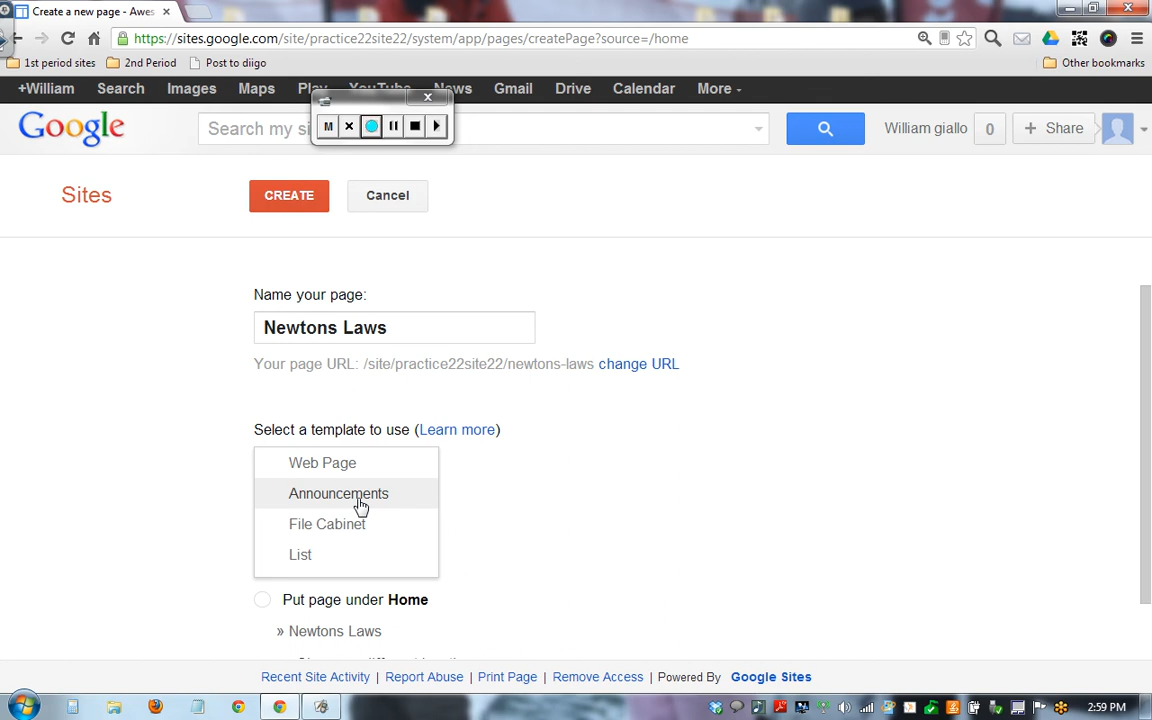 Create a new page - Awes
https://sites.google.com/site/practice22site22/system/app/pages/createPage?source=/home
1st period sites 2nd Period Post to diigo Other bookmarks
+William Search Images Maps Play YouTube News Gmail Drive Calendar More
M
Google Search my si William giallo 0 + Share
Sites CREATE Cancel
Name your page:
Newtons Laws
Your page URL: /site/practice22site22/newtons-laws change URL
Select a template to use (Learn more)
Web Page
Announcements
File Cabinet
List
Put page under Home
» Newtons Laws
Recent Site Activity | Report Abuse | Print Page | Remove Access | Powered By Google Sites
2:59 PM